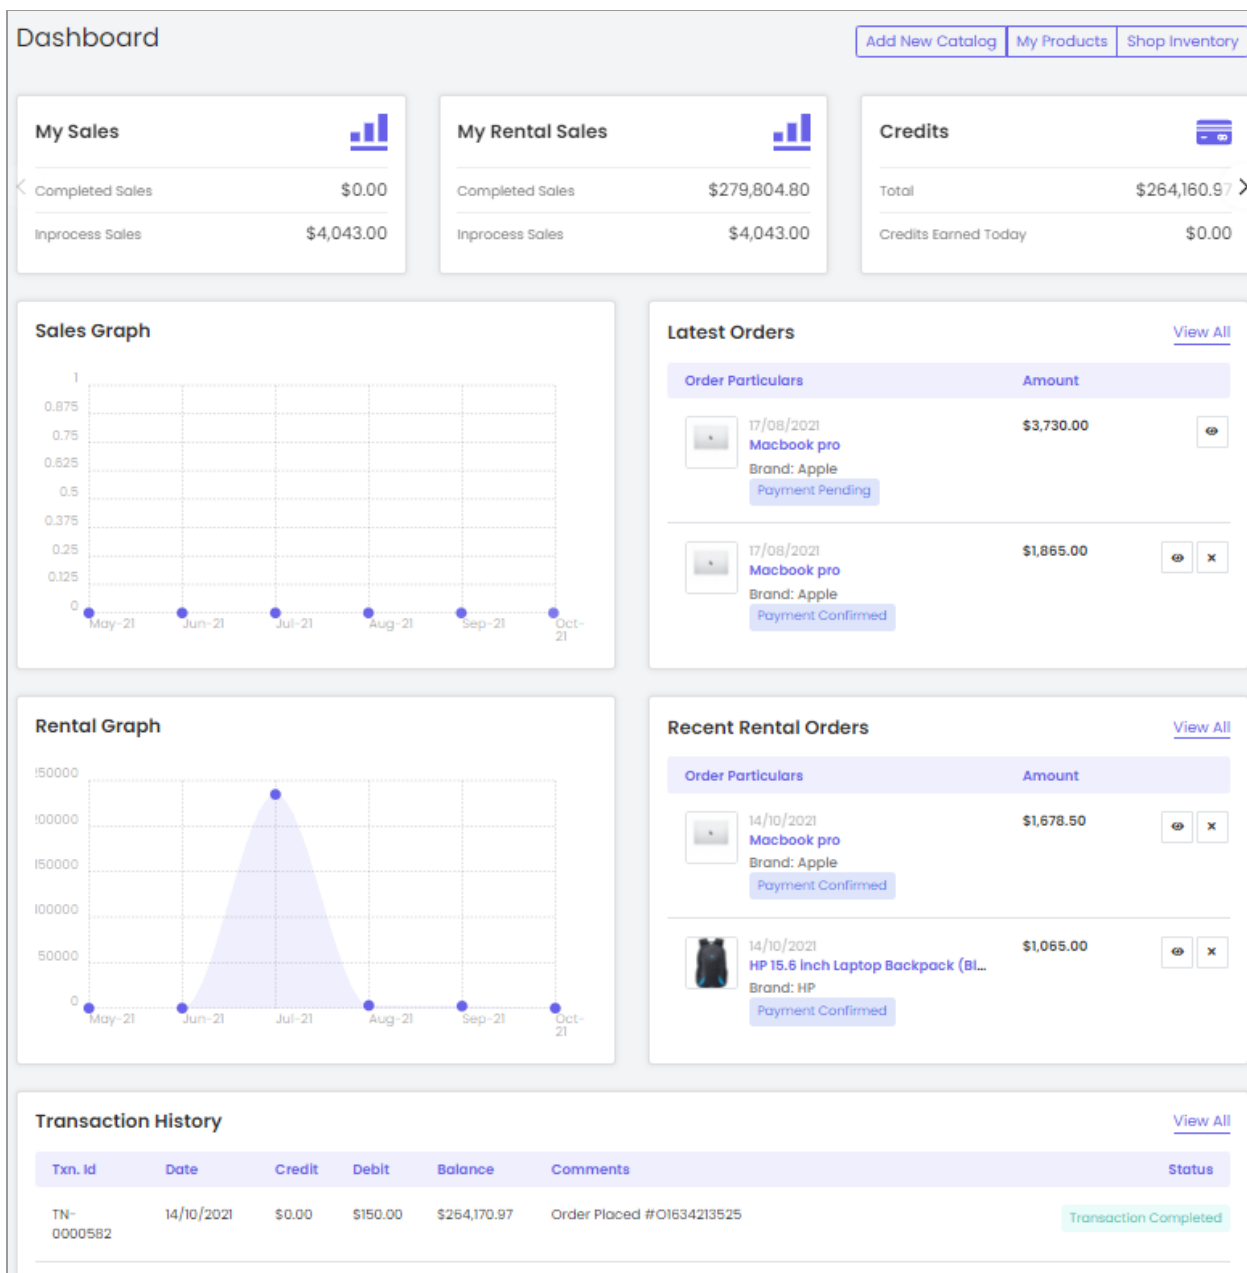 Dashboard
Add New Catalog My Products Shop Inventory
My Sales
Completed Sales $0.00
Inprocess Sales $4,043.00
My Rental Sales
Completed Sales $279,804.80
Inprocess Sales $4,043.00
Credits
Total $264,160.97
Credits Earned Today $0.00
Sales Graph
1
0.875
0.75
0.625
0.5
0.375
0.25
0.125
0
May-21 Jun-21 Jul-21 Aug-21 Sep-21 Oct-
21
Latest Orders View All
Order Particulars Amount
17/08/2021 $3,730.00
Macbook pro
Brand: Apple
Payment Pending
17/08/2021 $1,865.00
Macbook pro
Brand: Apple
Payment Confirmed
Rental Graph
50000
0
May-21 Jun-21 Jul-21 Aug-21 Sep-21 Oct-
21
Recent Rental Orders View All
Order Particulars Amount
14/10/2021 $1,678.50
Macbook pro
Brand: Apple
Payment Confirmed
14/10/2021 $1,065.00
HP 15.6 inch Laptop Backpack (Bl...
Brand: HP
Payment Confirmed
Transaction History View All
Txn. Id Date Credit Debit Balance Comments Status
TN- 14/10/2021 $0.00 $150.00 $264,170.97 Order Placed #O1634213525 Transaction Completed
0000582